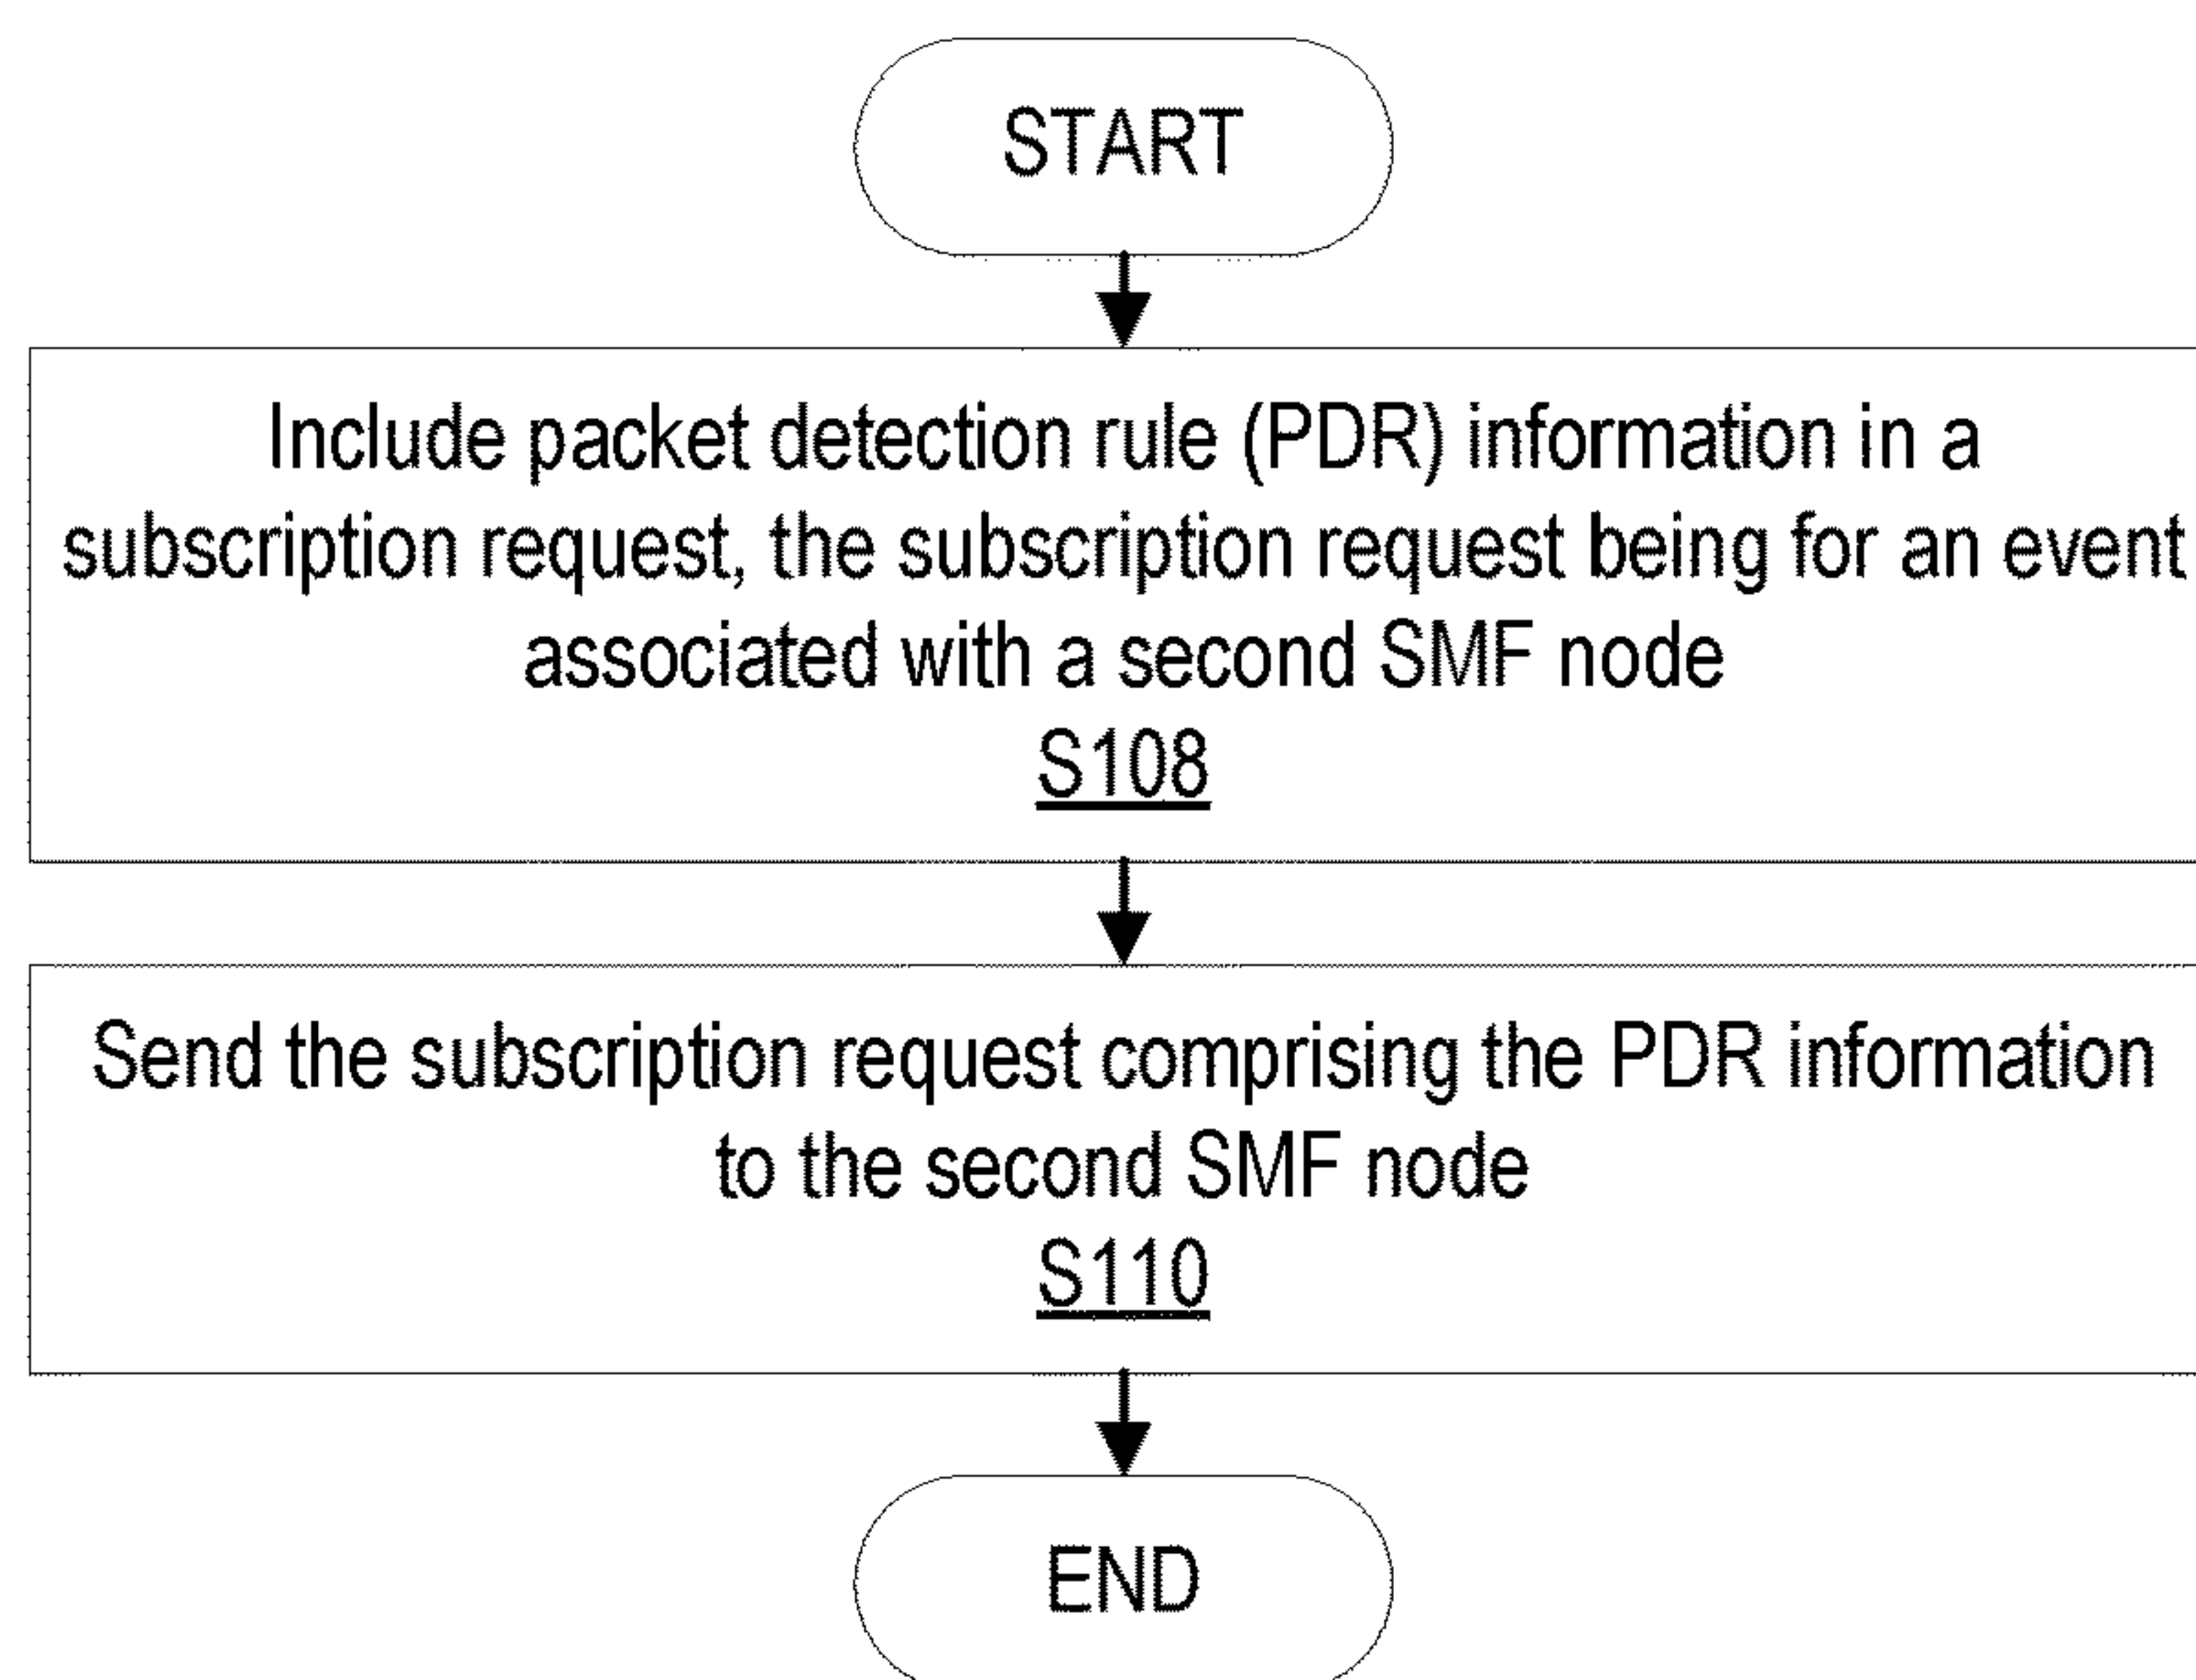 START
Include packet detection rule (PDR) information in a
subscription request, the subscription request being for an event
associated with a second SMF node
S108
Send the subscription request comprising the PDR information
to the second SMF node
S110
END